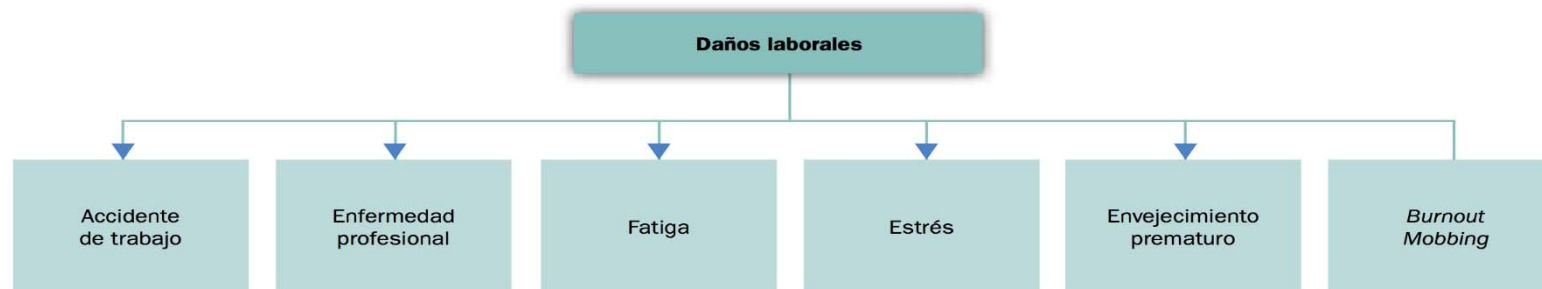 Daños laborales
Accidente
de trabajo
Enfermedad
profesional
Fatiga
Estrés
Envejecimiento
prematuro
Burnout
Mobbing